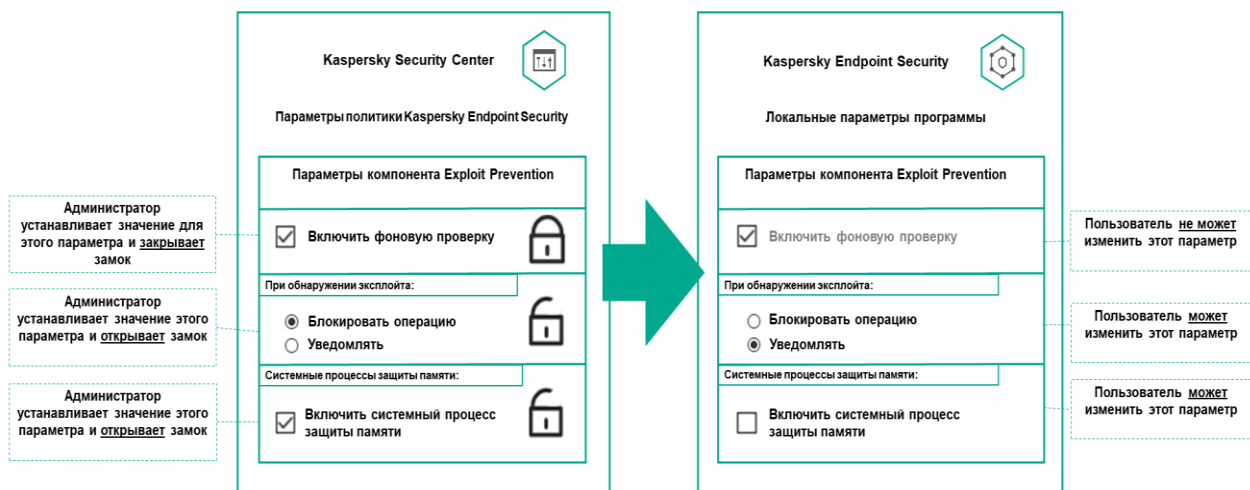 Kaspersky Security Center
Параметры политики Kaspersky Endpoint Security
Параметры компонента Exploit Prevention
Администратор
устанавливает значение для
этого параметра и закрывает
замок
Включить фоновую проверку
Администратор
устанавливает значение этого
параметра и открывает замок
При обнаружении эксплойта:
Блокировать операцию
Уведомлять
Администратор
устанавливает значение этого
параметра и открывает замок
Системные процессы защиты памяти:
Включить системный процесс
защиты памяти
Kaspersky Endpoint Security
Локальные параметры программы
Параметры компонента Exploit Prevention
Включить фоновую проверку
Пользователь не может
изменить этот параметр
При обнаружении эксплойта:
Блокировать операцию
Уведомлять
Пользователь может
изменить этот параметр
Системные процессы защиты памяти:
Включить системный процесс
защиты памяти
Пользователь может
изменить этот параметр